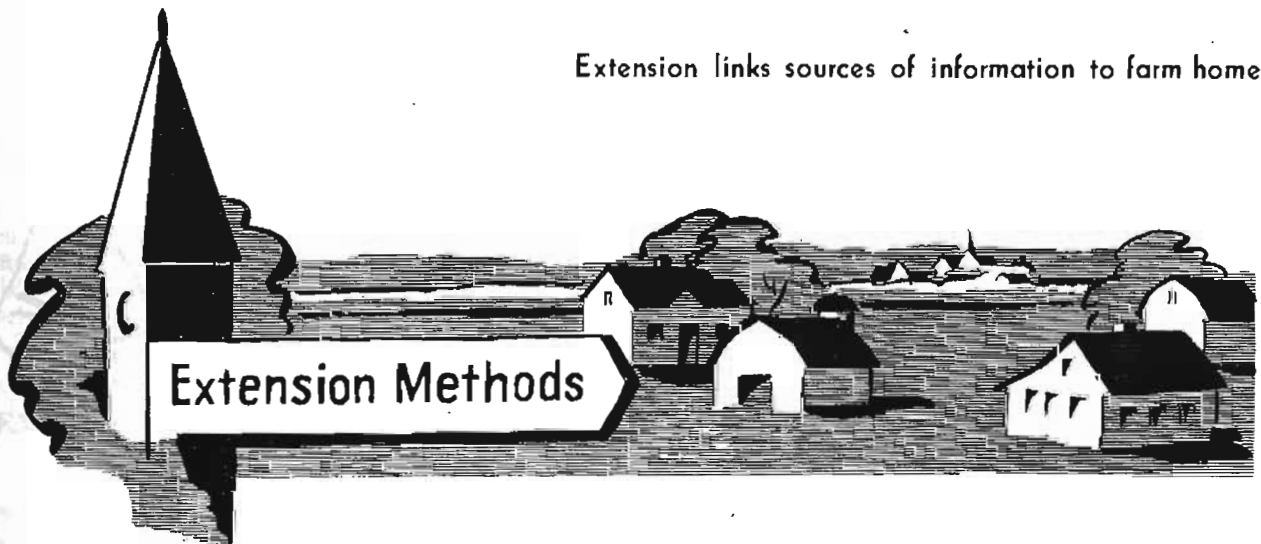 Extension links sources of information to farm home
Extension Methods